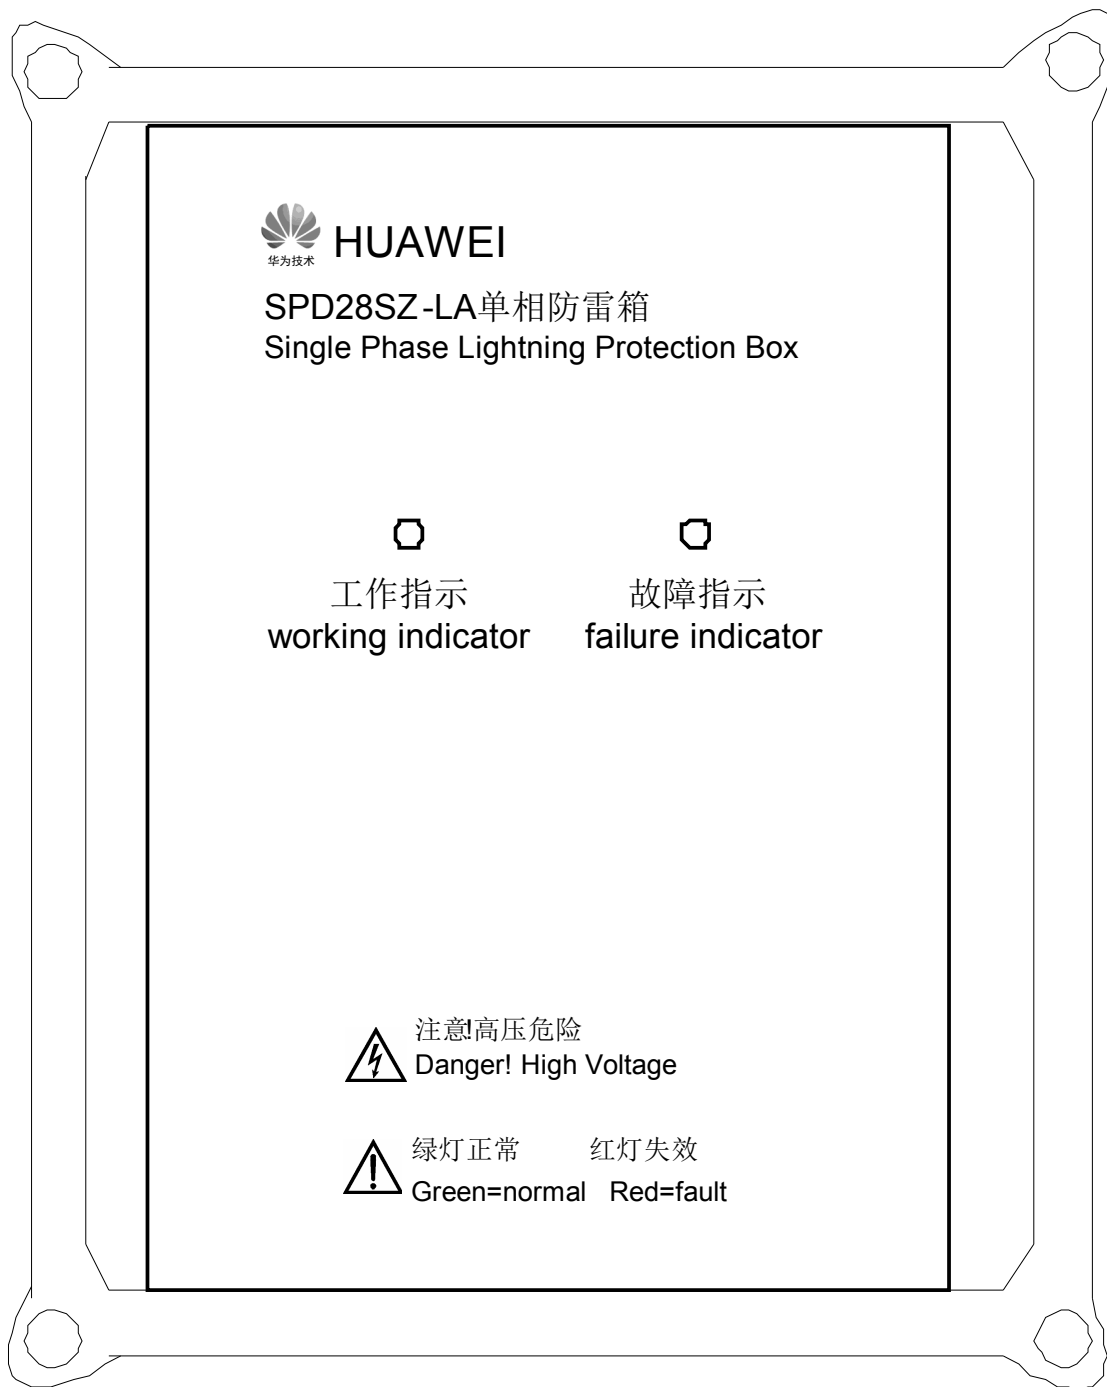 HUAWEI
华为技术
SPD28SZ-LA单相防雷箱
Single Phase Lightning Protection Box
工作指示 故障指示
working indicator failure indicator
注意!高压危险
Danger! High Voltage
绿灯正常 红灯失效
Green=normal Red=fault